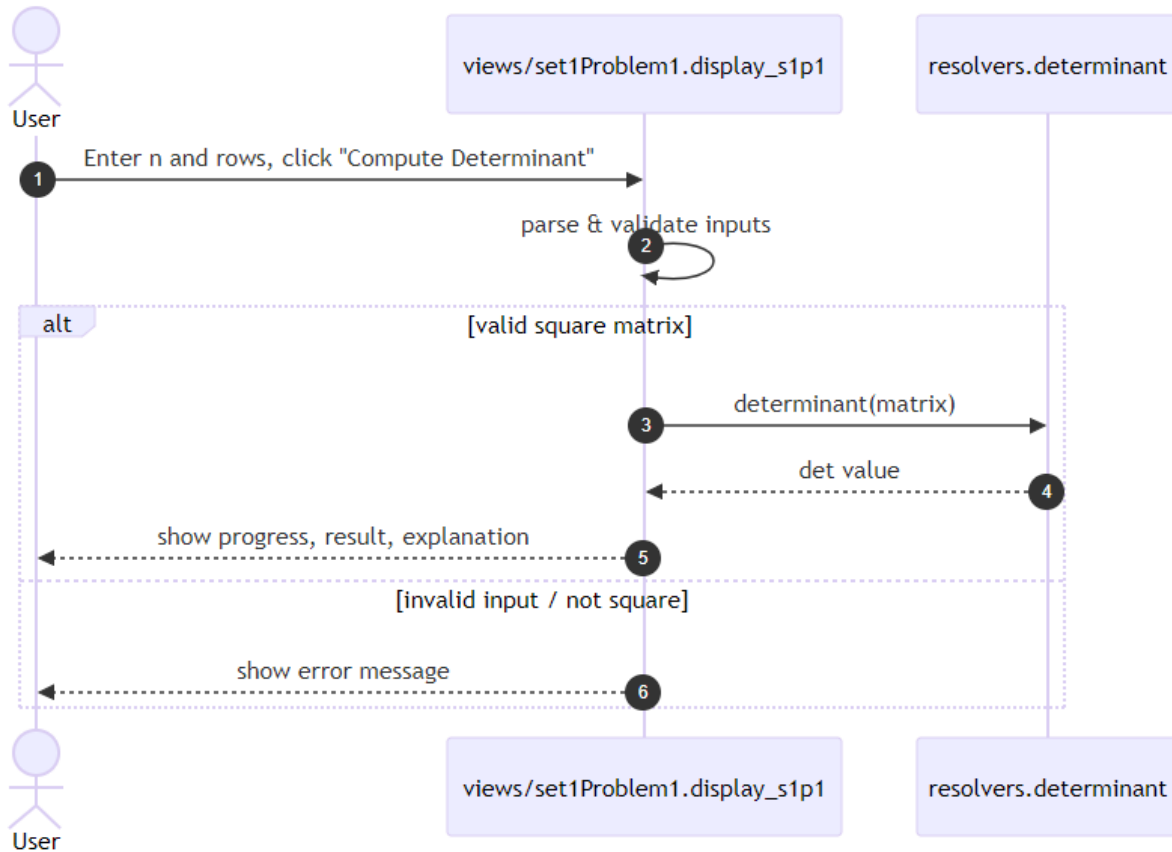 User
views/set1Problem1.display_s1p1
resolvers.determinant
1
Enter n and rows, click "Compute Determinant"
parse & validate inputs
2
alt
[valid square matrix]
3
determinant(matrix)
det value
4
show progress, result, explanation
5
[invalid input / not square]
show error message
6
User
views/set1Problem1.display_s1p1
resolvers.determinant